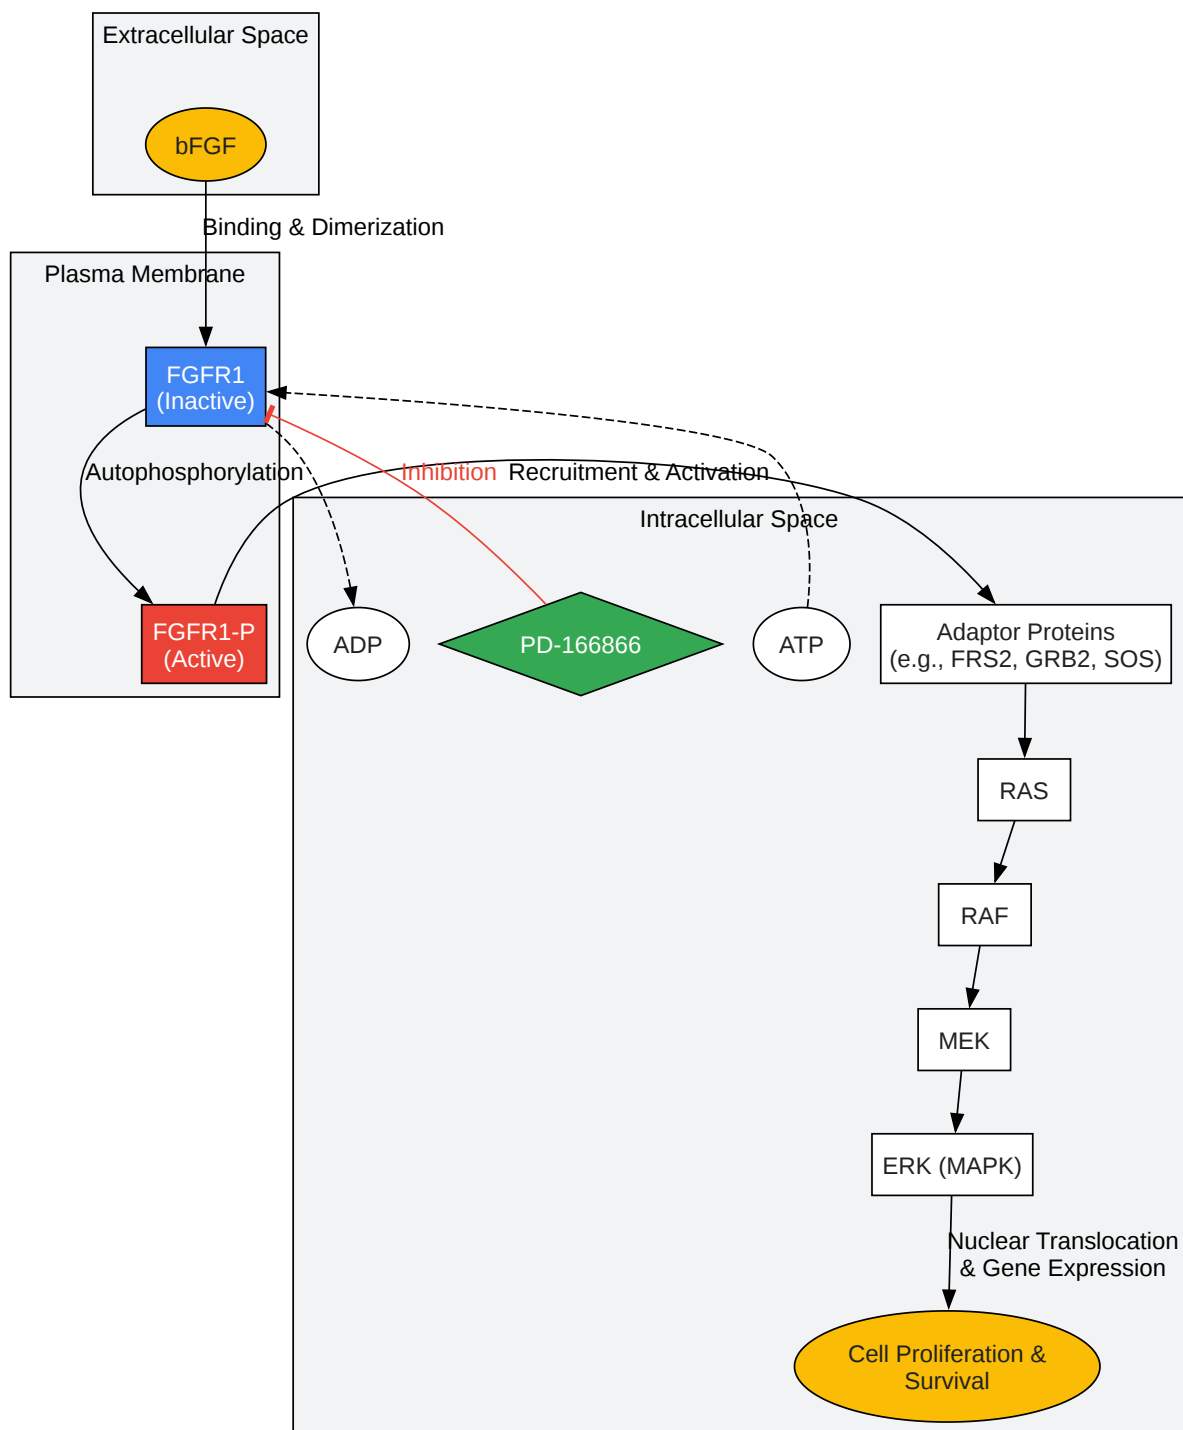 Extracellular Space
bFGF
Binding & Dimerization
Plasma Membrane
FGFR1
(Inactive)
Autophosphorylation
Inhibition
Recruitment & Activation
Intracellular Space
FGFR1-P
(Active)
ADP
PD-166866
ATP
Adaptor Proteins
(e.g., FRS2, GRB2, SOS)
RAS
RAF
MEK
ERK (MAPK)
Nuclear Translocation
& Gene Expression
Cell Proliferation &
Survival